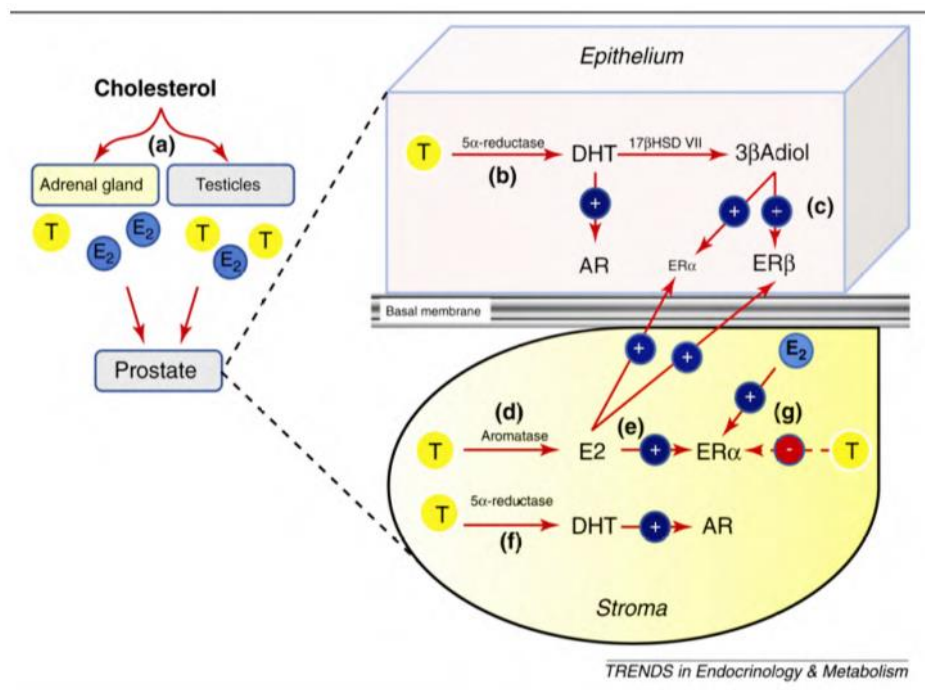 Cholesterol
(a)
Adrenal gland
Testicles
T
E2
E2
T
T
E2
Prostate
Epithelium
T
5α-reductase
(b)
DHT
17βHSD VII
3βAdiol
+
+
+
(c)
AR
ERα
ERβ
Basal membrane
+
+
E2
+
T
(d)
Aromatase
E2
(e)
+
ERα
(g)
-
T
T
5α-reductase
(f)
DHT
+
AR
Stroma
TRENDS in Endocrinology & Metabolism